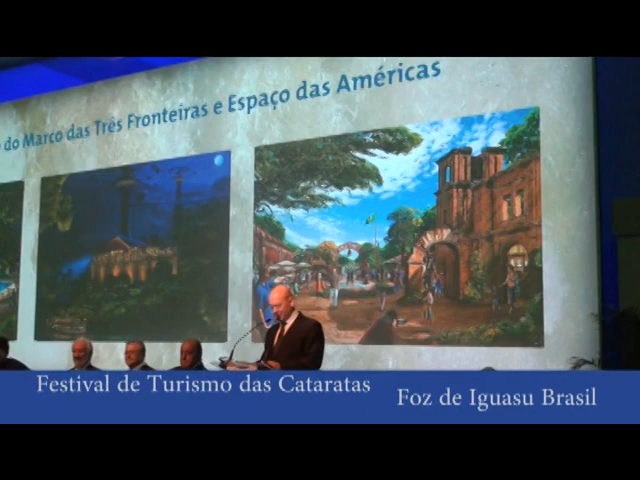 do Marco das Três Fronteiras e Espaço das Américas
Festival de Turismo das Cataratas
Foz de Iguasu Brasil